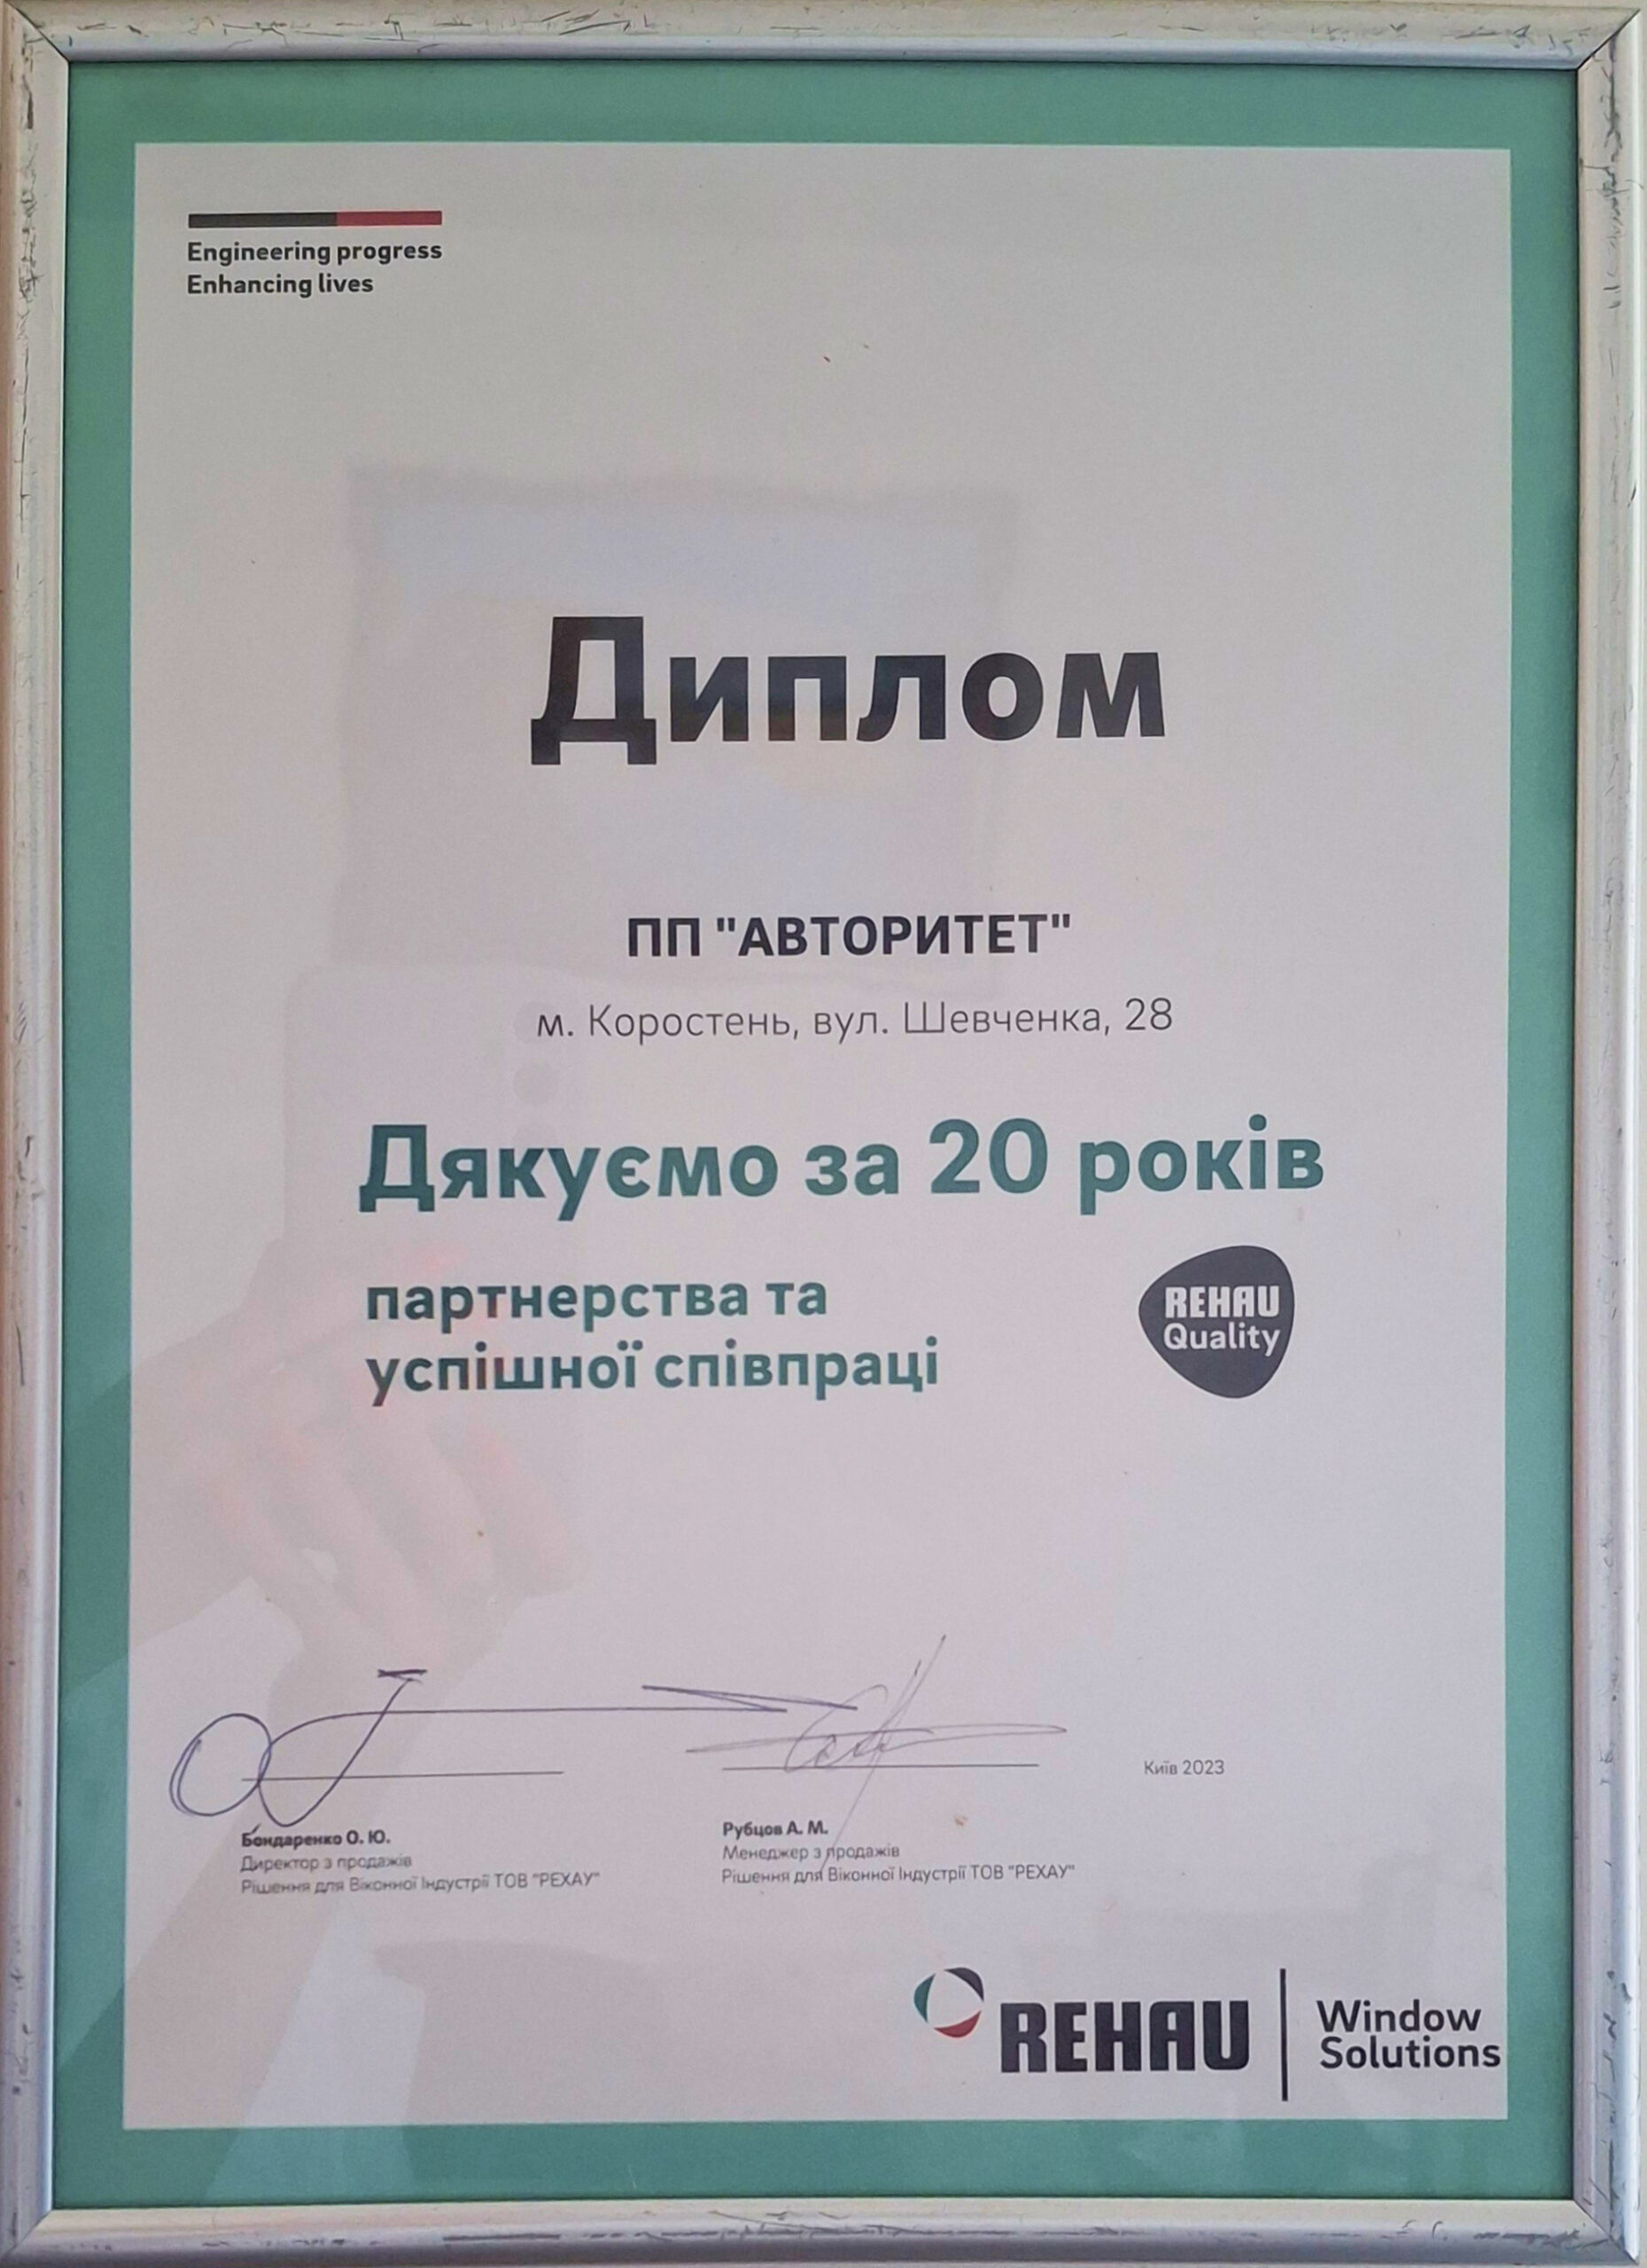 Engineering progress
Enhancing lives
Диплом
ПП "АВТОРИТЕТ"
м. Коростень, вул. Шевченка, 28
Дякуємо за 20 років
партнерства та
успішної співпраці
REHAU
Quality
Київ 2023
Бондаренко О. Ю.
Директор з продажів
Рішення для Віконної Індустрії ТОВ "РЕХАУ"
Рубцов А. М.
Менеджер з продажів
Рішення для Віконної Індустрії ТОВ "РЕХАУ"
REHAU
Window
Solutions